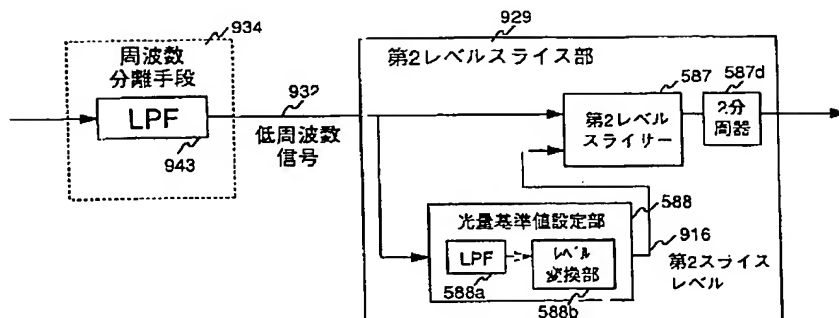 934
周波数
分離手段
LPF
943
932
低周波数
信号
929
第2レベルスライス部
587
第2レベル
スライサー
587d
2分
周器
588
光量基準値設定部
LPF
588a
レベル
変換部
588b
916
第2スライス
レベル